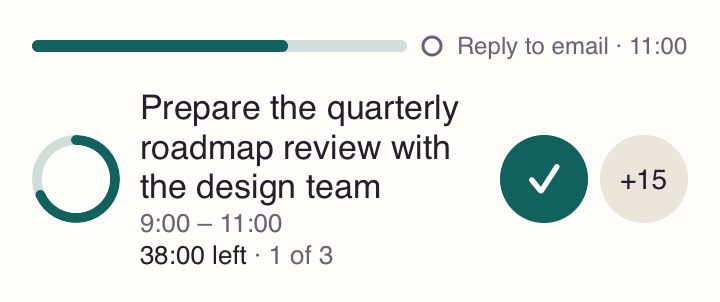 Reply to email · 11:00
Prepare the quarterly
roadmap review with
the design team
9:00 – 11:00
38:00 left · 1 of 3
+15